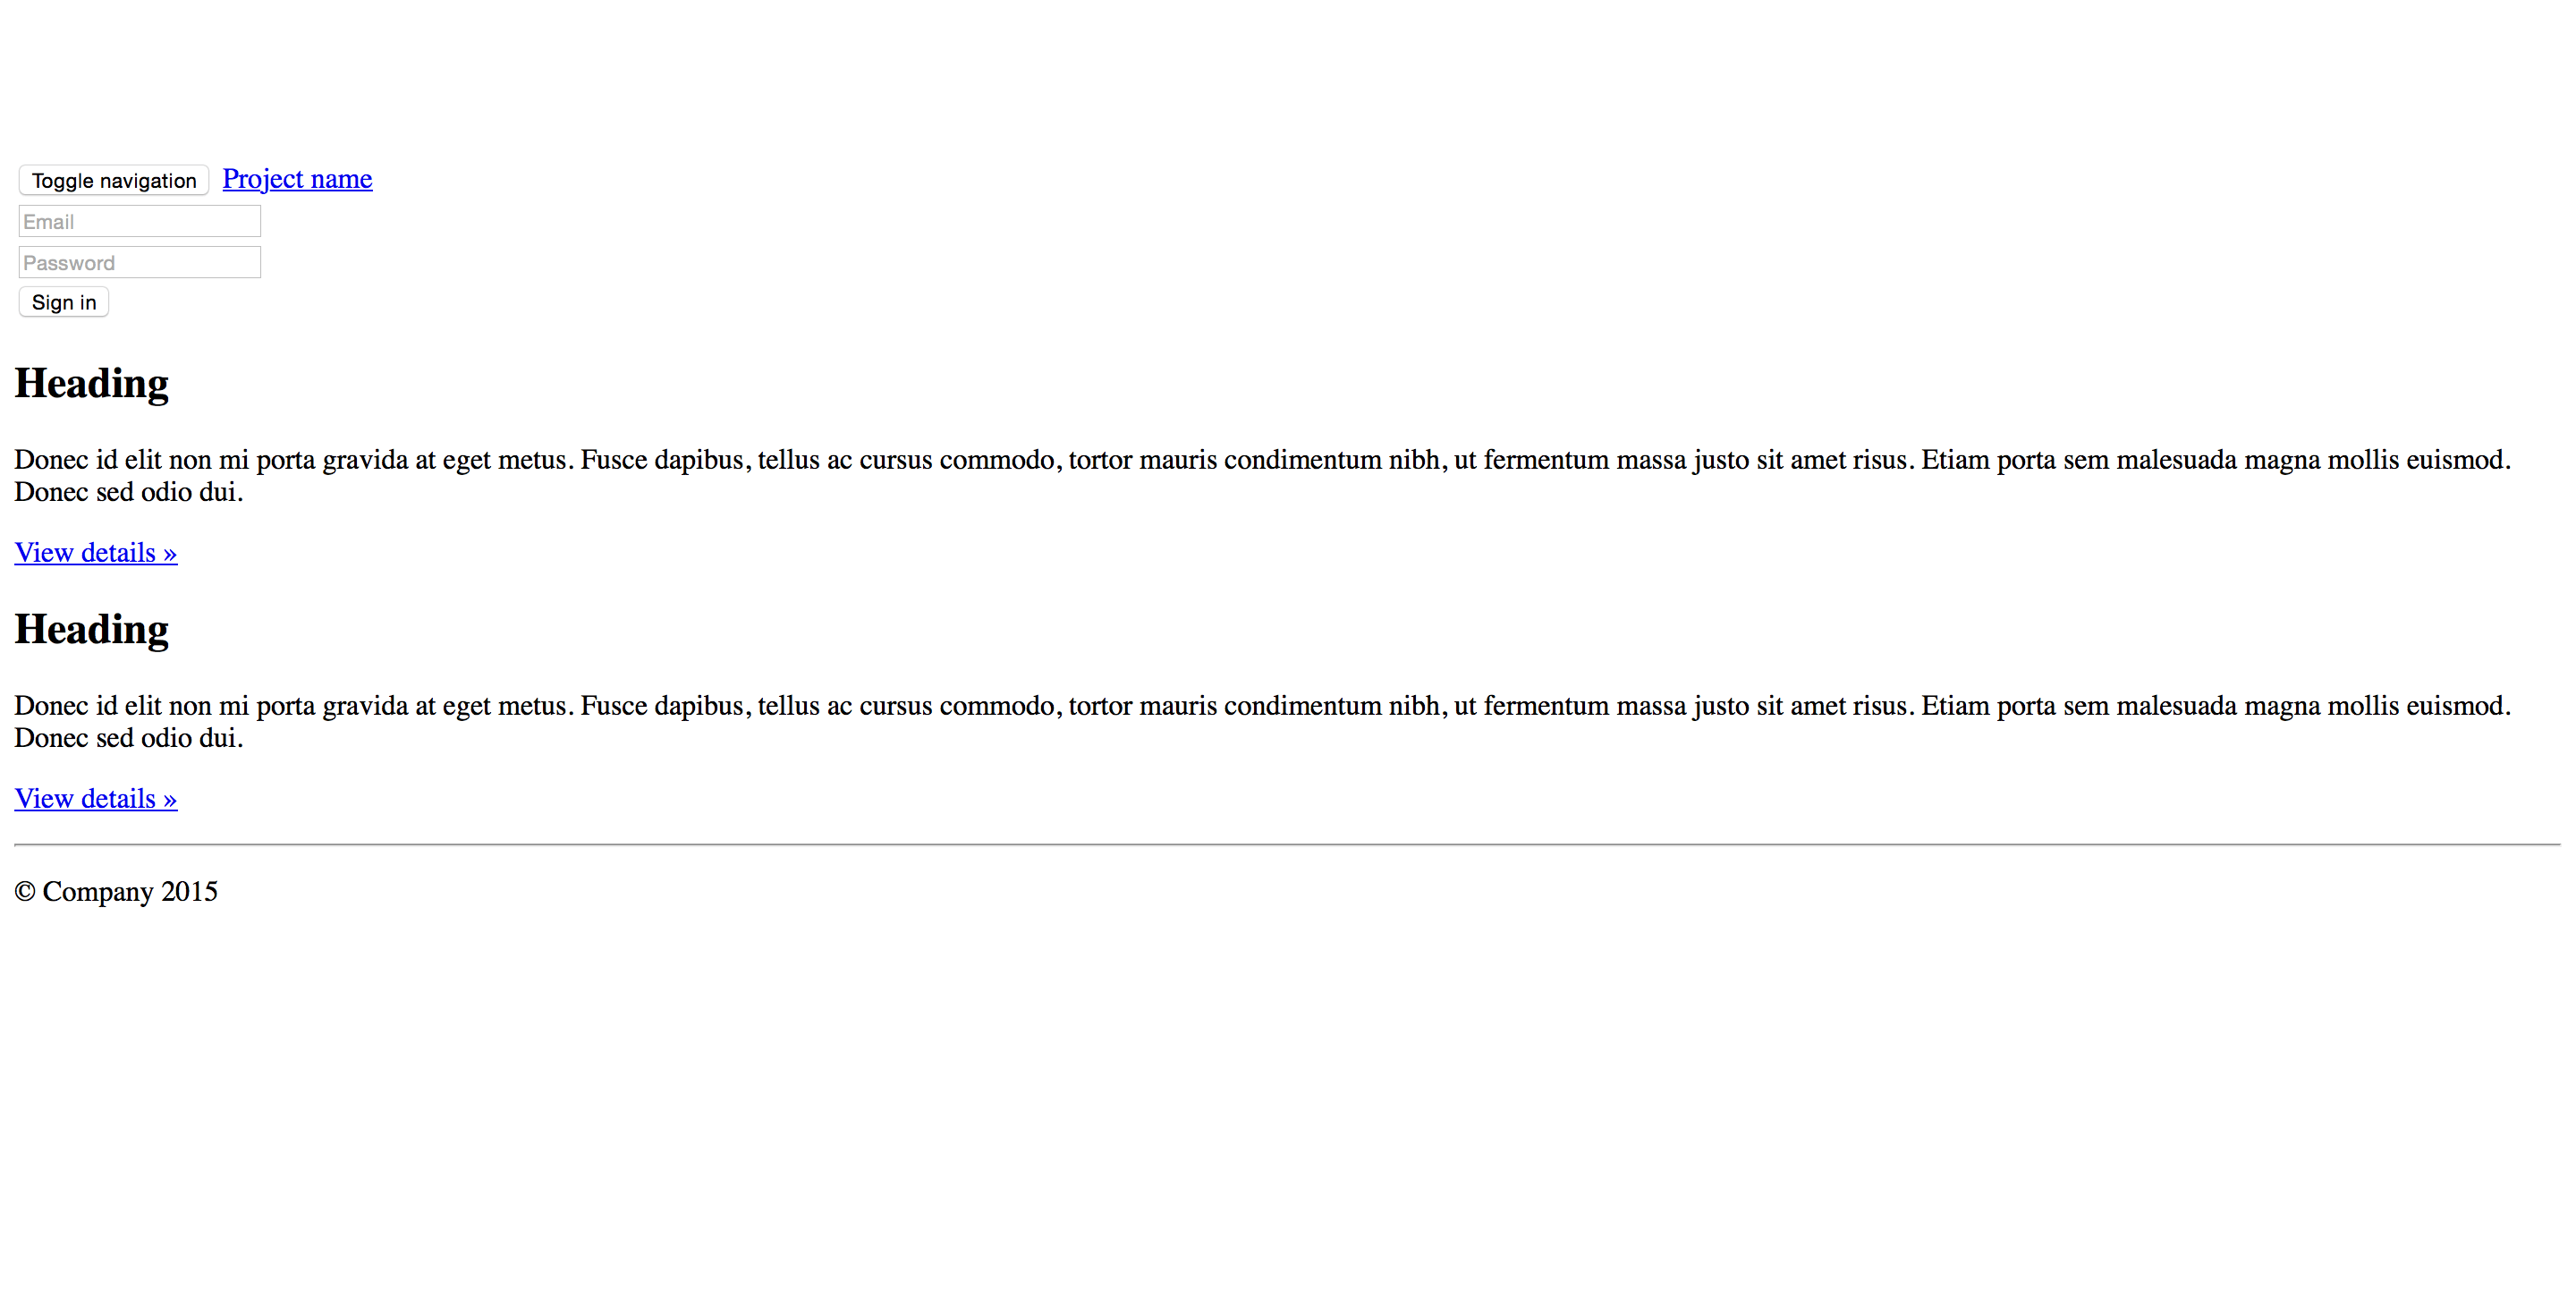 Toggle navigation Project name
Email
Password
Sign in
Heading
Donec id elit non mi porta gravida at eget metus. Fusce dapibus, tellus ac cursus commodo, tortor mauris condimentum nibh, ut fermentum massa justo sit amet risus. Etiam porta sem malesuada magna mollis euismod.
Donec sed odio dui.
View details »
Heading
Donec id elit non mi porta gravida at eget metus. Fusce dapibus, tellus ac cursus commodo, tortor mauris condimentum nibh, ut fermentum massa justo sit amet risus. Etiam porta sem malesuada magna mollis euismod.
Donec sed odio dui.
View details »
© Company 2015